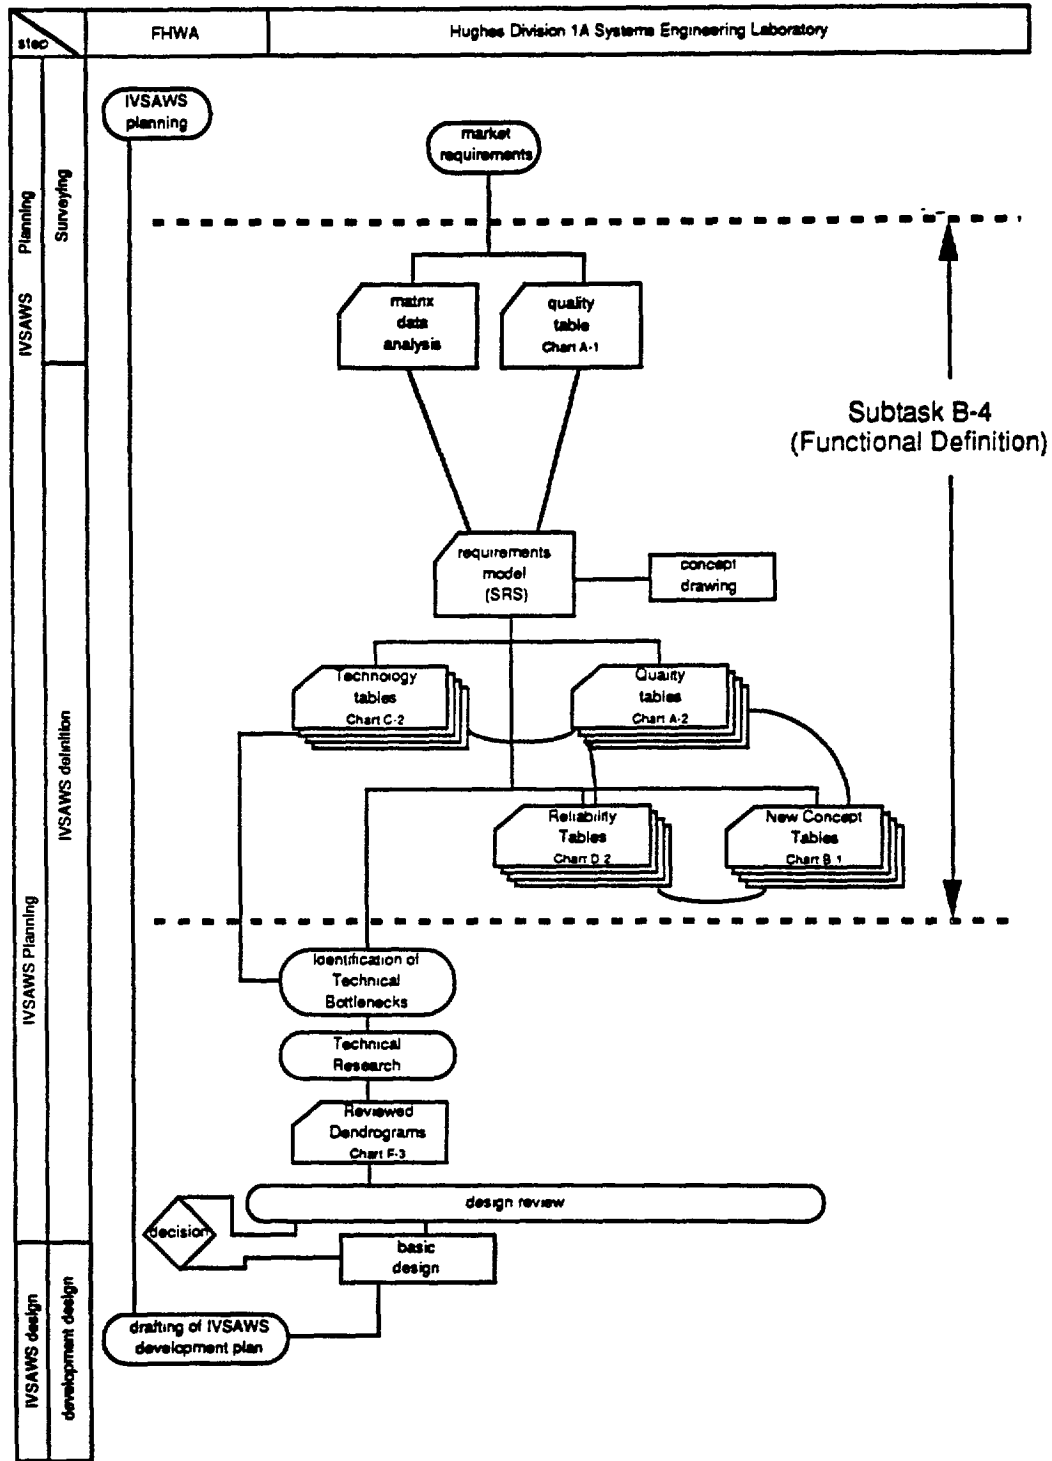 step
FHWA
Hughes Division 1A Systems Engineering Laboratory
IVSAWS Planning
Surveying
IVSAWS
planning
market
requirements
matrix
data
analysis
quality
table
Chart A-1
Subtask B-4
(Functional Definition)
requirements
model
(SRS)
concept
drawing
IVSAWS Planning
IVSAWS definition
Technology
tables
Chart C-2
Quality
tables
Chart A-2
Reliability
Tables
Chart D-2
New Concept
Tables
Chart B-1
Identification of
Technical
Bottlenecks
Technical
Research
Reviewed
Dendrograms
Chart F-3
design review
decision
basic
design
IVSAWS design
development design
drafting of IVSAWS
development plan